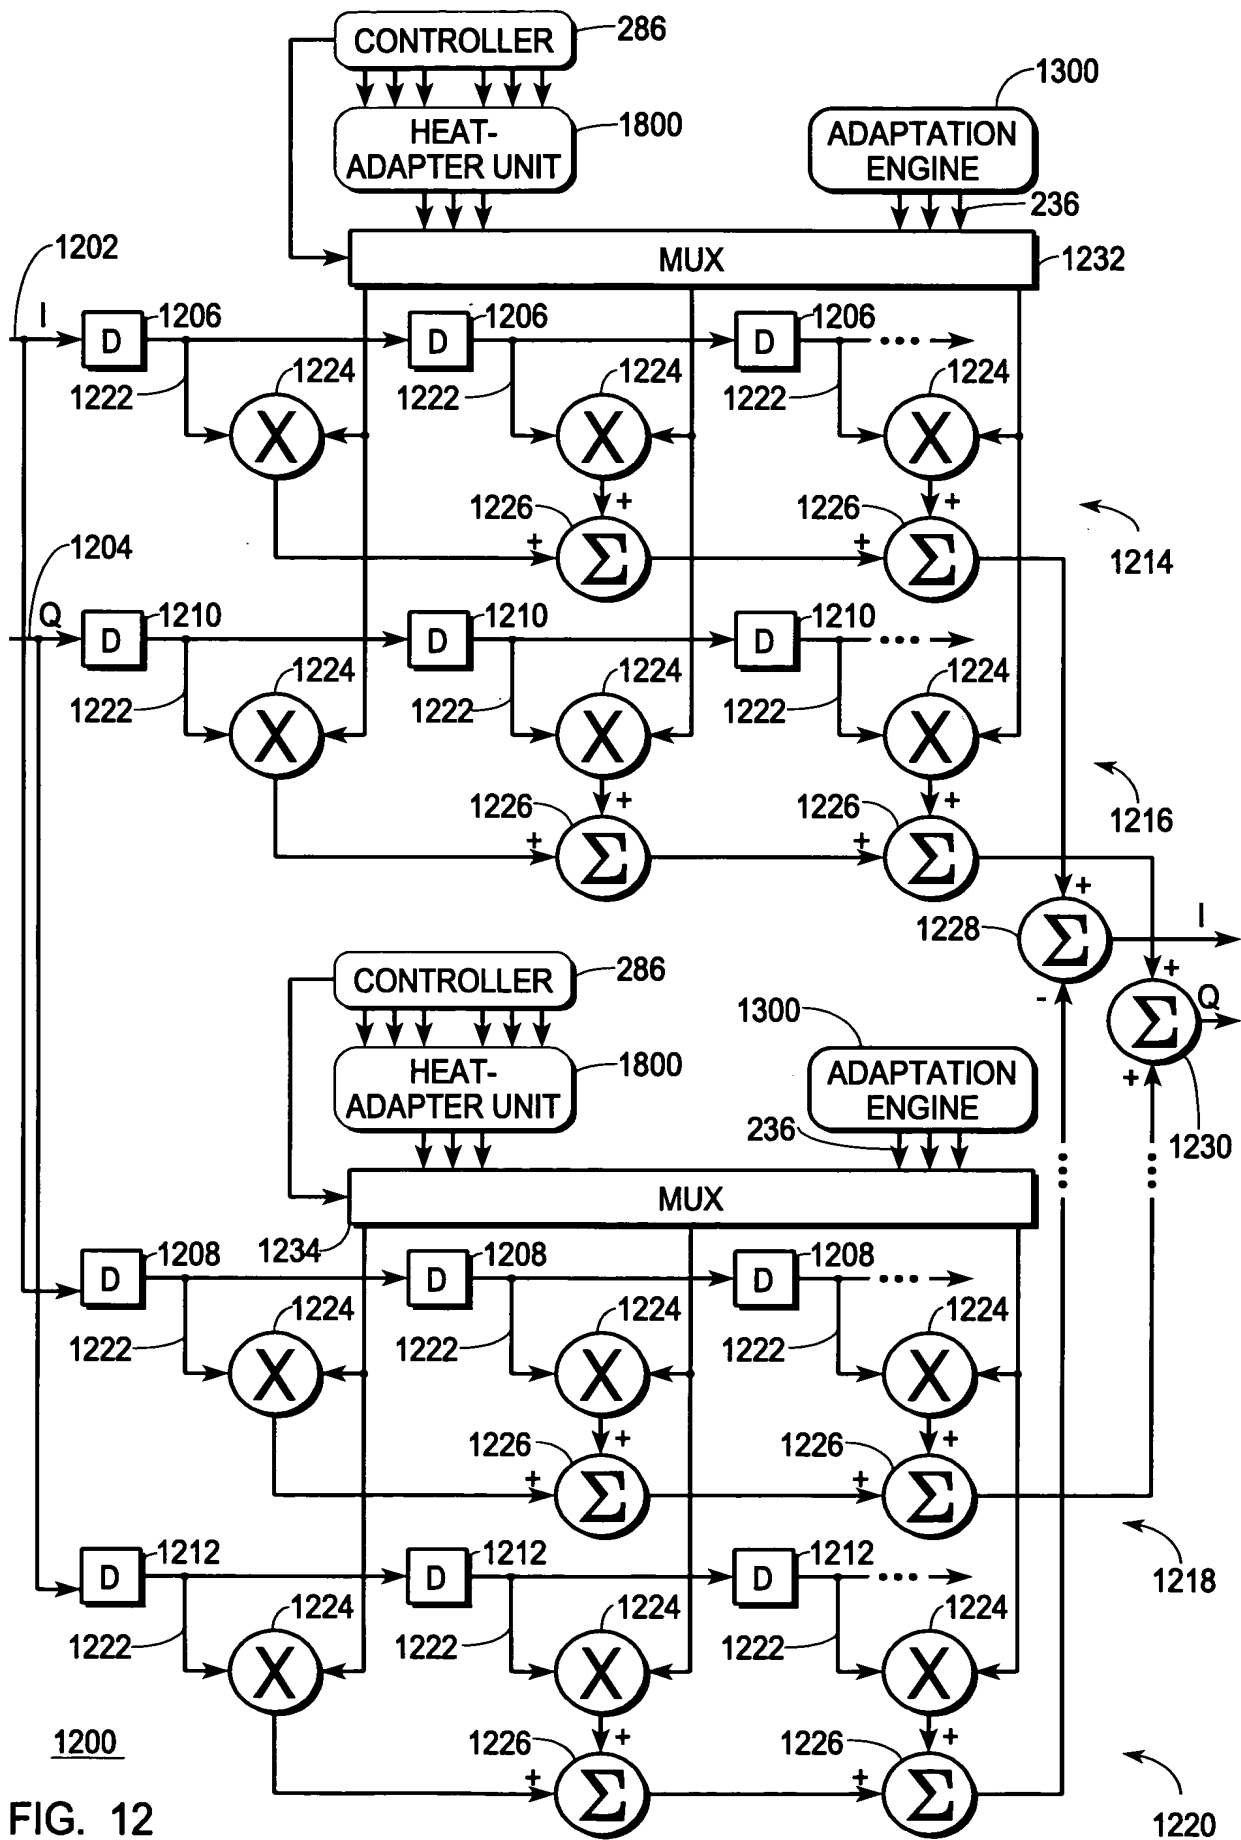 CONTROLLER 286
1300
HEAT-
ADAPTER UNIT 1800
ADAPTATION
ENGINE
236
1202
MUX 1232
I D 1206 D 1206 D 1206
1222 1224 1222 1224 1222 1224
X X X
1226 + 1226 +
+ Σ + Σ
1214
1204
Q D 1210 D 1210 D 1210
1222 1224 1222 1224 1222 1224
X X X
1216
1226 + 1226 +
+ Σ + Σ
+
1228 Σ I
CONTROLLER 286
+
- Σ Q
1300
+
HEAT-
ADAPTER UNIT 1800
ADAPTATION
ENGINE
236
1230
MUX
1234
D 1208 D 1208 D 1208
1222 1224 1222 1224 1222 1224
X X X
1226 + 1226 +
+ Σ + Σ
1218
D 1212 D 1212 D 1212
1222 1224 1222 1224 1222 1224
X X X
1200
1226 + 1226 +
+ Σ + Σ
1220
FIG. 12